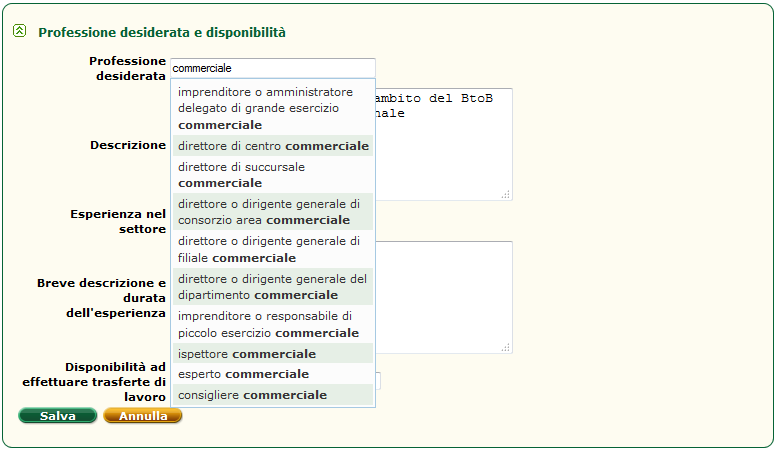 Professione desiderata e disponibilità
Professione
desiderata
commerciale
imprenditore o amministratore
delegato di grande esercizio
commerciale
direttore di centro commerciale
direttore di succursale
commerciale
direttore o dirigente generale di
consorzio area commerciale
direttore o dirigente generale di
filiale commerciale
direttore o dirigente generale del
dipartimento commerciale
imprenditore o responsabile di
piccolo esercizio commerciale
ispettore commerciale
esperto commerciale
consigliere commerciale
Descrizione
ambito del BtoB
nale
Esperienza nel
settore
Breve descrizione e
durata
dell'esperienza
Disponibilità ad
effettuare trasferte di
lavoro
Salva
Annulla